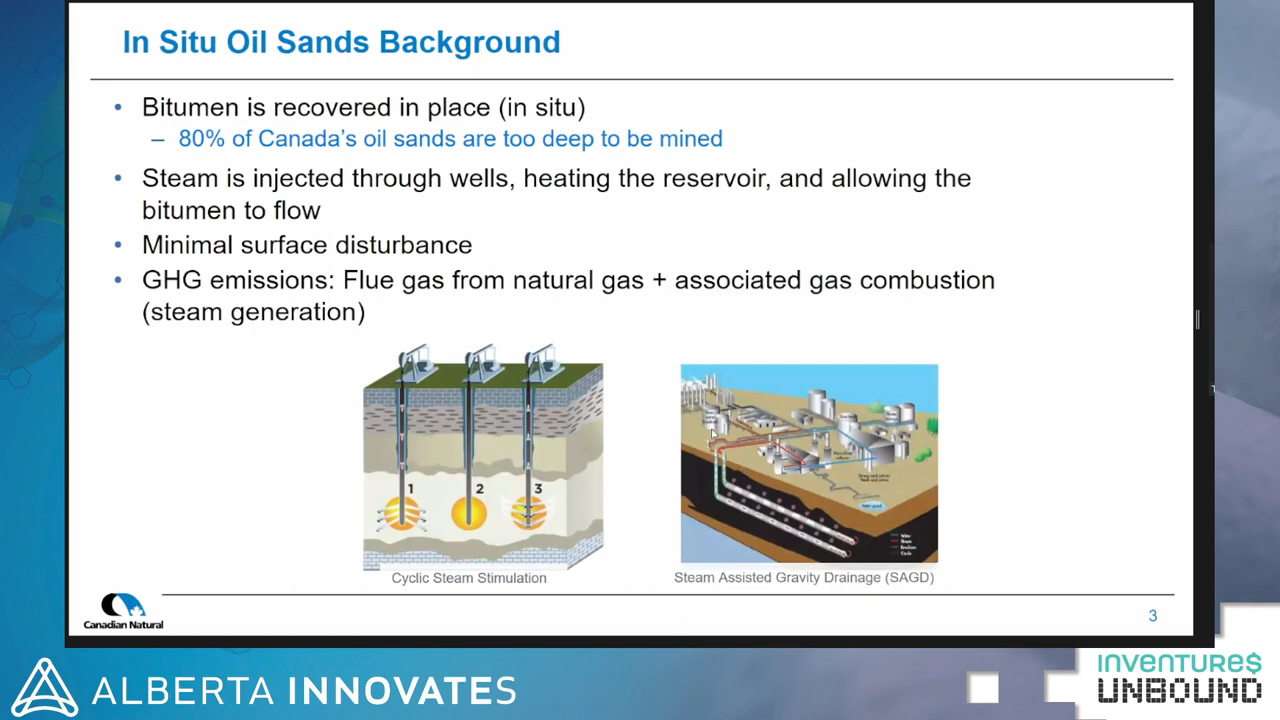 In Situ Oil Sands Background
• Bitumen is recovered in place (in situ)
– 80% of Canada's oil sands are too deep to be mined
• Steam is injected through wells, heating the reservoir, and allowing the
bitumen to flow
• Minimal surface disturbance
• GHG emissions: Flue gas from natural gas + associated gas combustion
(steam generation)
1 2 3
Cyclic Steam Stimulation
Steam Assisted Gravity Drainage (SAGD)
Canadian Natural
3
ALBERTA INNOVATES
INVENTURE$
UNBOUND